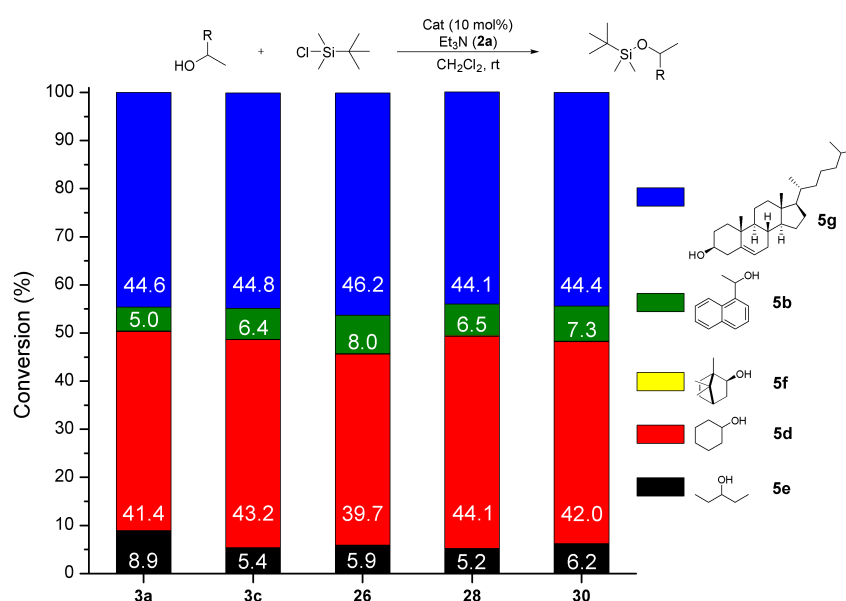 Cat (10 mol%)
Et₃N (2a)
CH₂Cl₂, rt
R
HO
+
Cl
Si
Si
O
R
Conversion (%)
100
90
80
70
60
50
40
30
20
10
0
44.6
44.8
46.2
44.1
44.4
5.0
6.4
8.0
6.5
7.3
41.4
43.2
39.7
44.1
42.0
8.9
5.4
5.9
5.2
6.2
3a
3c
26
28
30
H
H
H
HO
5g
OH
5b
OH
5f
OH
5d
OH
5e